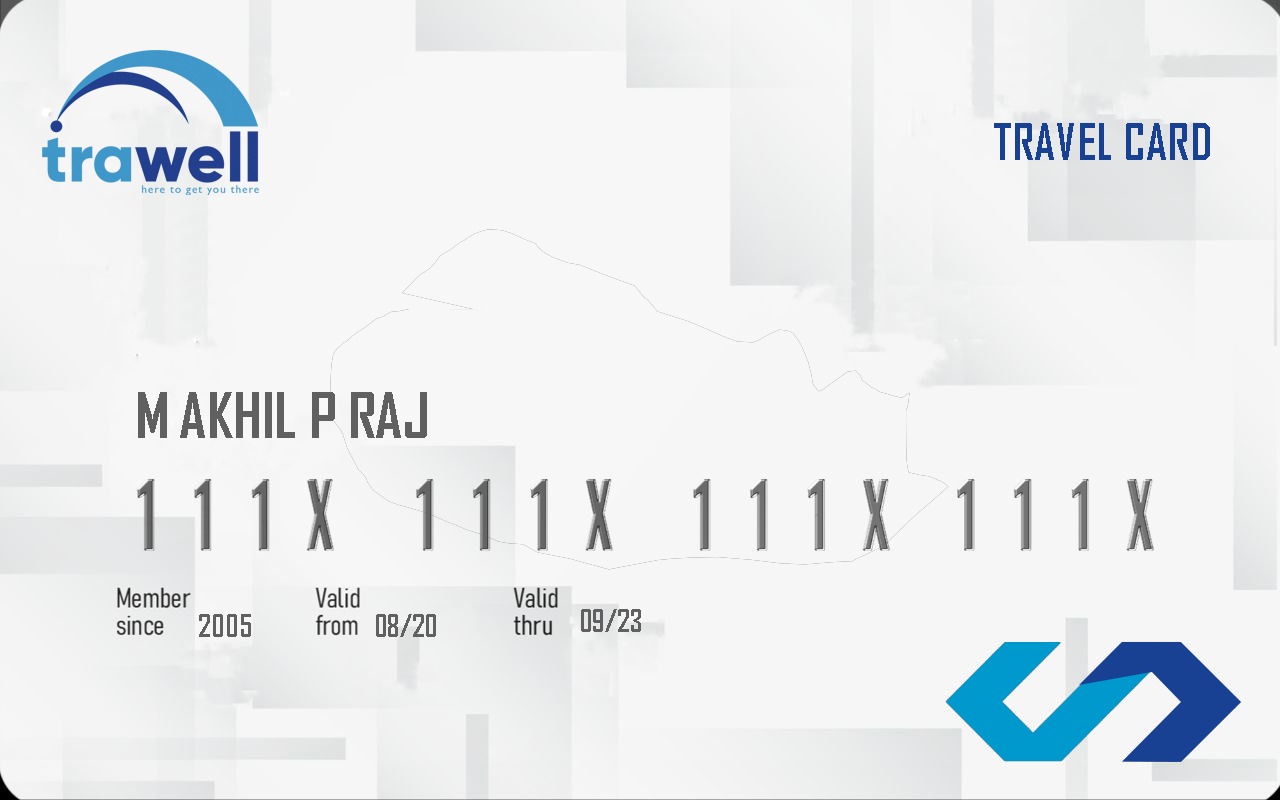 trawell
here to get you there
TRAVEL CARD
M AKHIL P RAJ
111X 111X 111X 111X
Member since 2005 Valid from 08/20 Valid thru 09/23